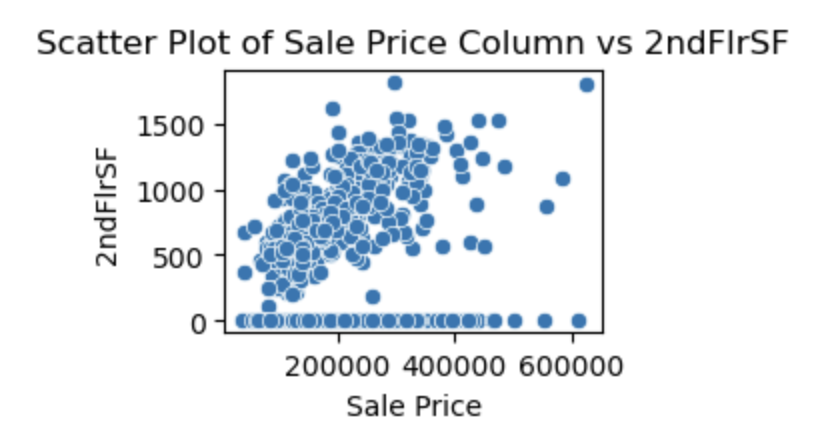 Scatter Plot of Sale Price Column vs 2ndFlrSF
2ndFlrSF
1500
1000
500
0
200000 400000 600000
Sale Price